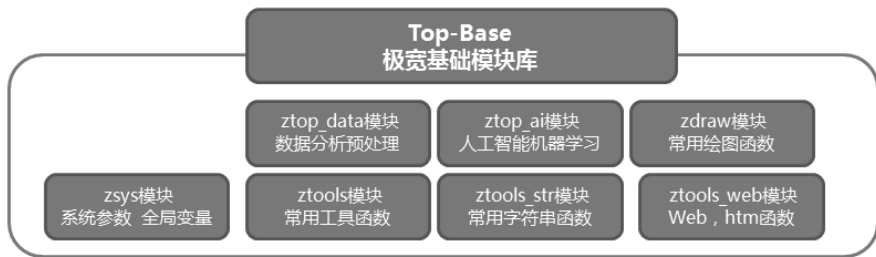 Top-Base
极宽基础模块库
ztop_data模块
数据分析预处理
ztop_ai模块
人工智能机器学习
zdraw模块
常用绘图函数
zsys模块
系统参数 全局变量
ztools模块
常用工具函数
ztools_str模块
常用字符串函数
ztools_web模块
Web，htm函数